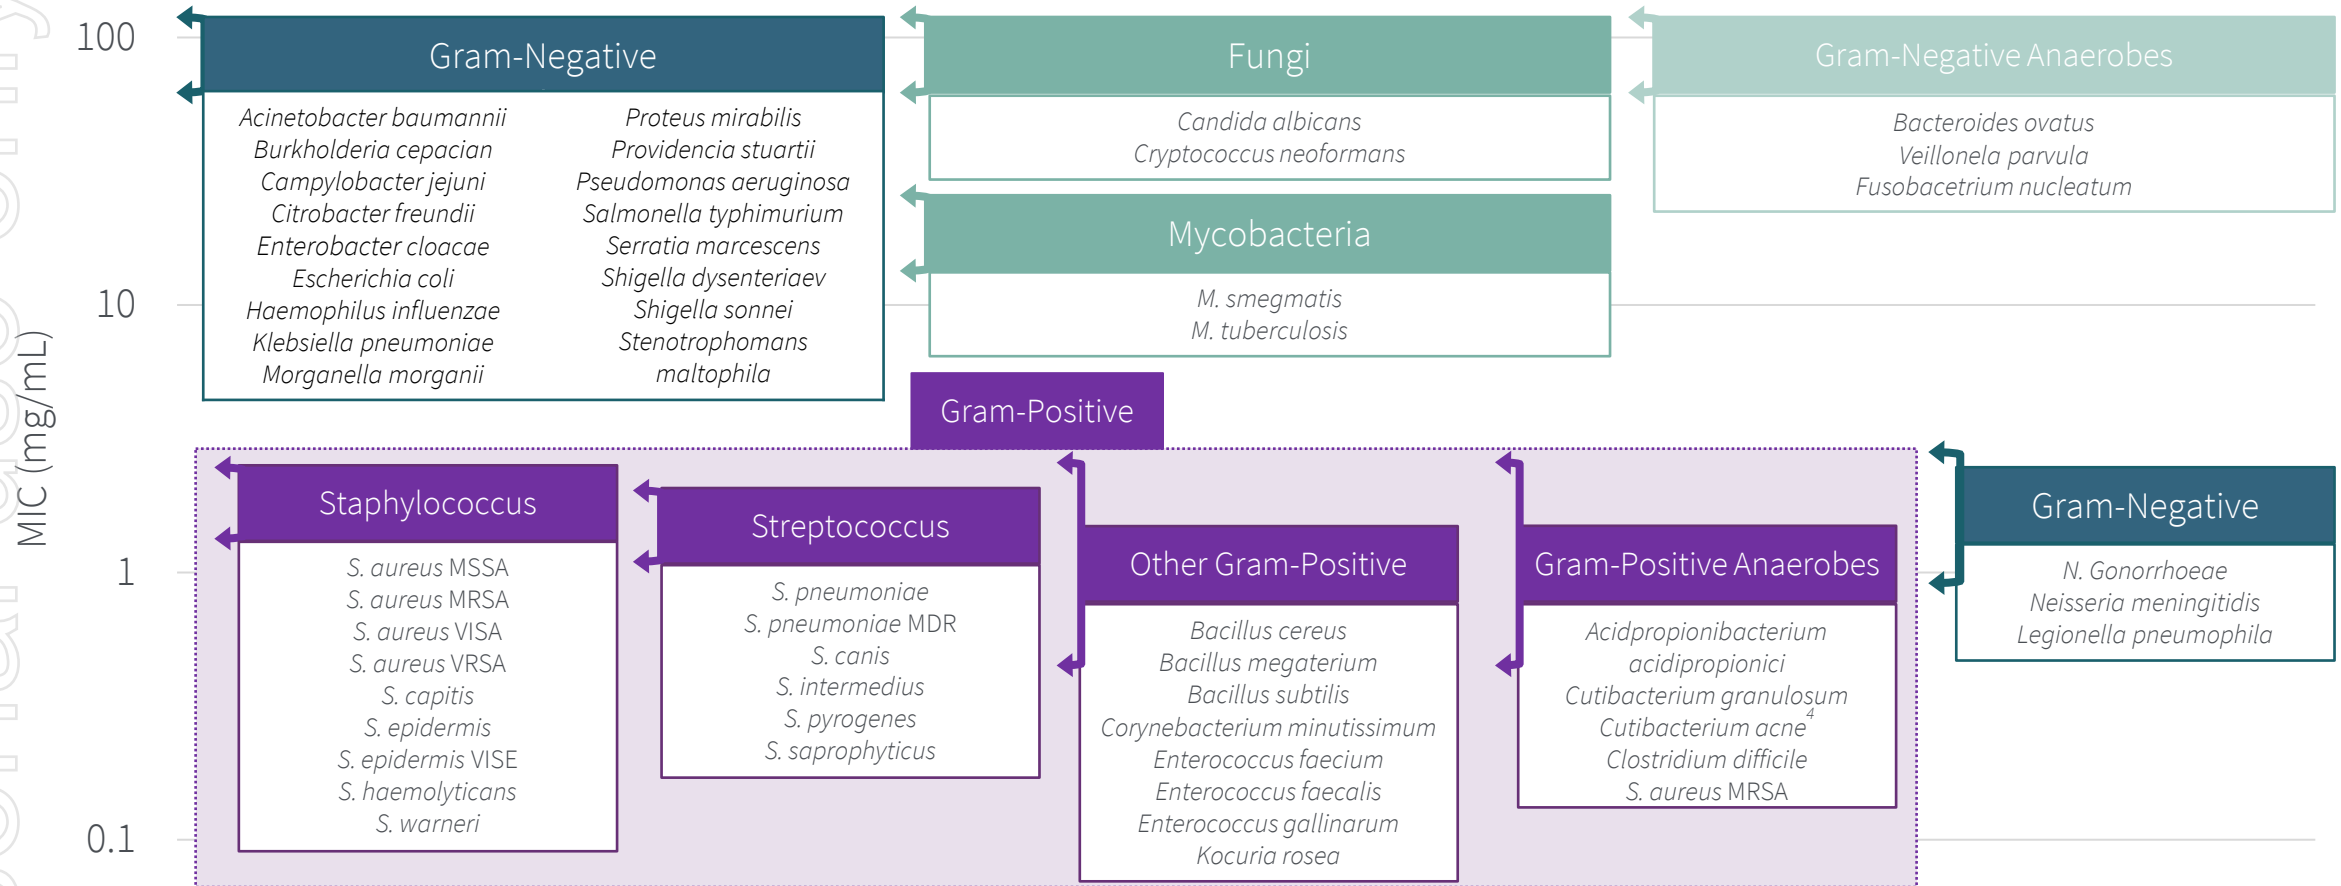 100
10
1
0.1
MIC (mg/mL)
Gram-Negative
Acinetobacter baumannii
Burkholderia cepacian
Campylobacter jejuni
Citrobacter freundii
Enterobacter cloacae
Escherichia coli
Haemophilus influenzae
Klebsiella pneumoniae
Morganella morganii
Proteus mirabilis
Providencia stuartii
Pseudomonas aeruginosa
Salmonella typhimurium
Serratia marcescens
Shigella dysenteriaev
Shigella sonnei
Stenotrophomans
maltophila
Fungi
Candida albicans
Cryptococcus neoformans
Mycobacteria
M. smegmatis
M. tuberculosis
Gram-Negative Anaerobes
Bacteroides ovatus
Veillonela parvula
Fusobacetrium nucleatum
Gram-Positive
Staphylococcus
S. aureus MSSA
S. aureus MRSA
S. aureus VISA
S. aureus VRSA
S. capitis
S. epidermis
S. epidermis VISE
S. haemolyticans
S. warneri
Streptococcus
S. pneumoniae
S. pneumoniae MDR
S. canis
S. intermedius
S. pyrogenes
S. saprophyticus
Other Gram-Positive
Bacillus cereus
Bacillus megaterium
Bacillus subtilis
Corynebacterium minutissimum
Enterococcus faecium
Enterococcus faecalis
Enterococcus gallinarum
Kocuria rosea
Gram-Positive Anaerobes
Acidpropionibacterium
acidipropionici
Cutibacterium granulosum
Cutibacterium acne⁴
Clostridium difficile
S. aureus MRSA
Gram-Negative
N. Gonorrhoeae
Neisseria meningitidis
Legionella pneumophila